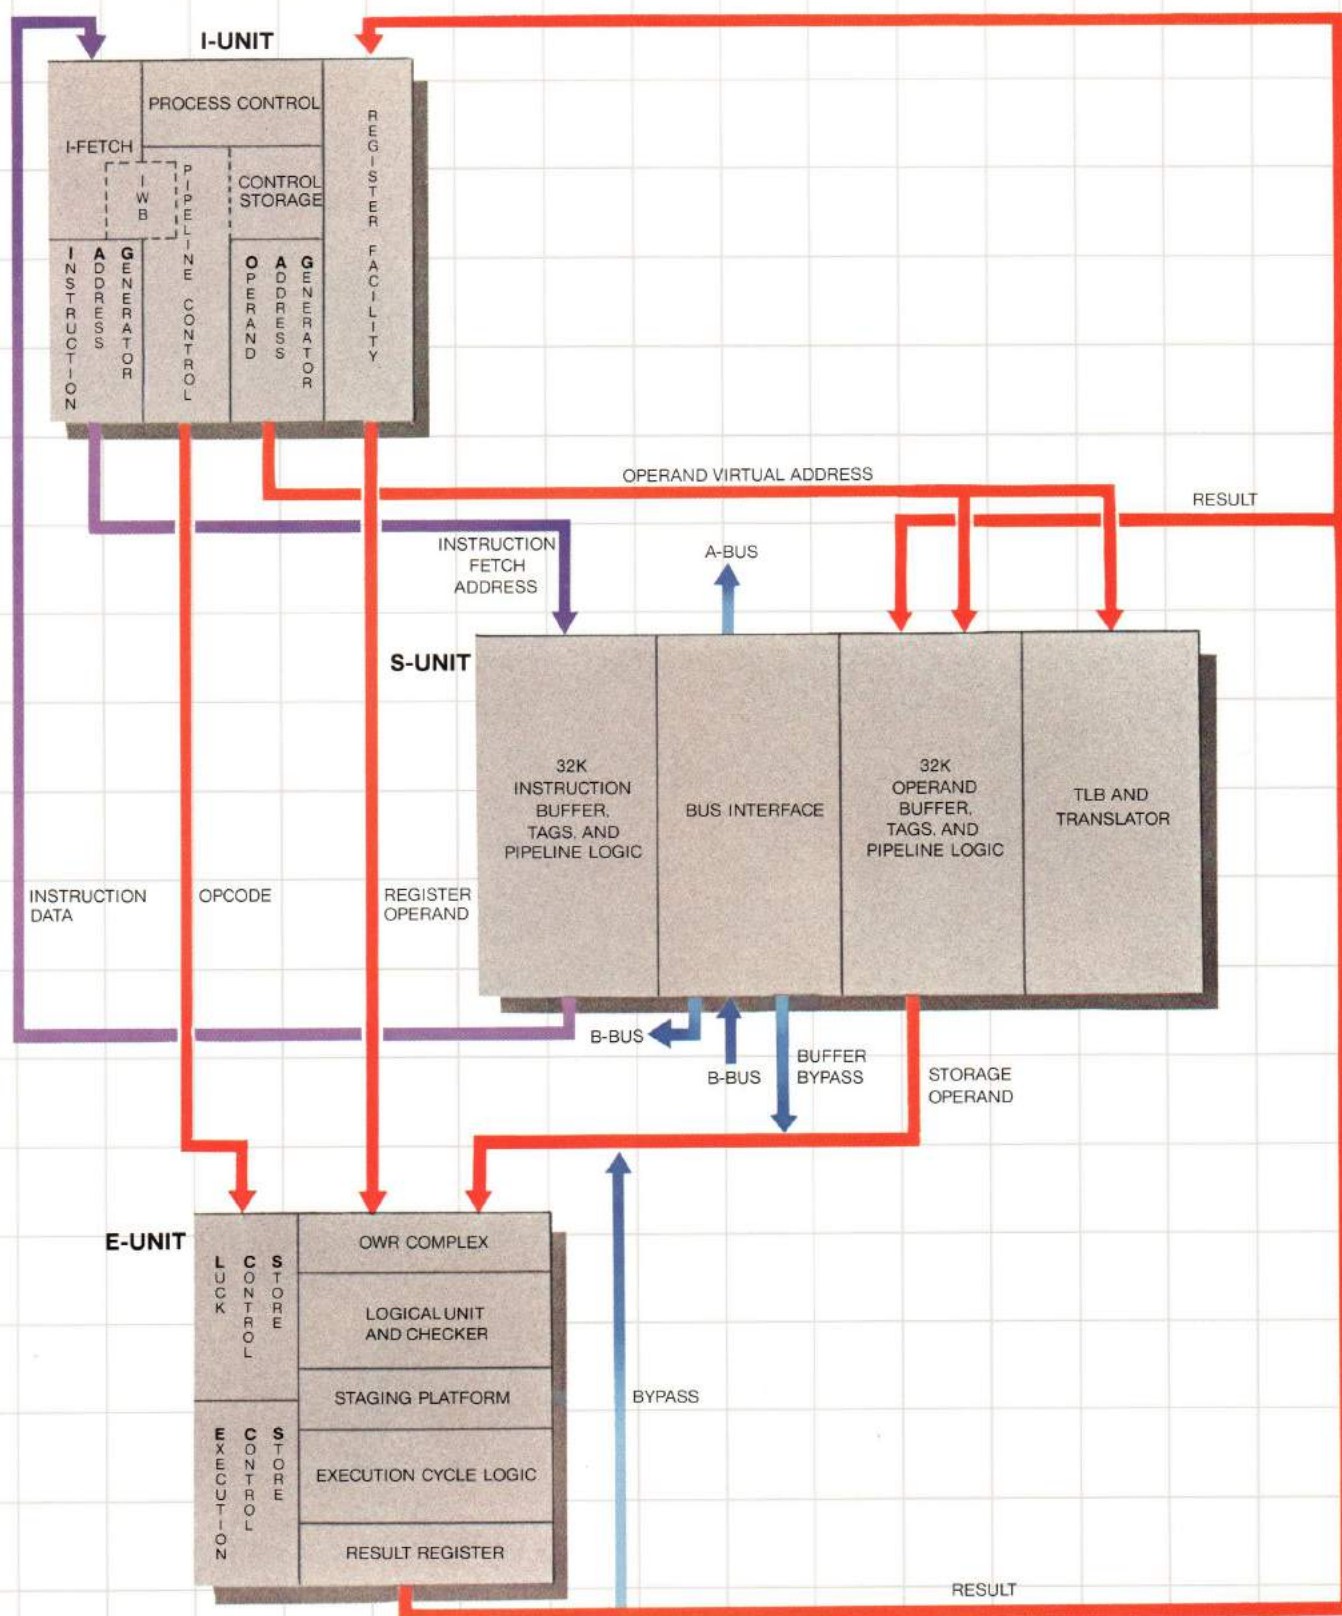 I-UNIT
PROCESS CONTROL
I-FETCH
IWB
PIPELINE CONTROL
CONTROL
STORAGE
REGISTER FACILITY
INSTRUCTION
ADDRESS
GENERATOR
OPERAND
ADDRESS
GENERATOR
OPERAND VIRTUAL ADDRESS
RESULT
INSTRUCTION
FETCH
ADDRESS
A-BUS
S-UNIT
32K
INSTRUCTION
BUFFER,
TAGS, AND
PIPELINE LOGIC
BUS INTERFACE
32K
OPERAND
BUFFER,
TAGS, AND
PIPELINE LOGIC
TLB AND
TRANSLATOR
INSTRUCTION
DATA
OPCODE
REGISTER
OPERAND
B-BUS
B-BUS
BUFFER
BYPASS
STORAGE
OPERAND
E-UNIT
LUCK
CONTROL
STORE
OWR COMPLEX
LOGICAL UNIT
AND CHECKER
STAGING PLATFORM
BYPASS
EXECUTION
CONTROL
STORE
EXECUTION CYCLE LOGIC
RESULT REGISTER
RESULT